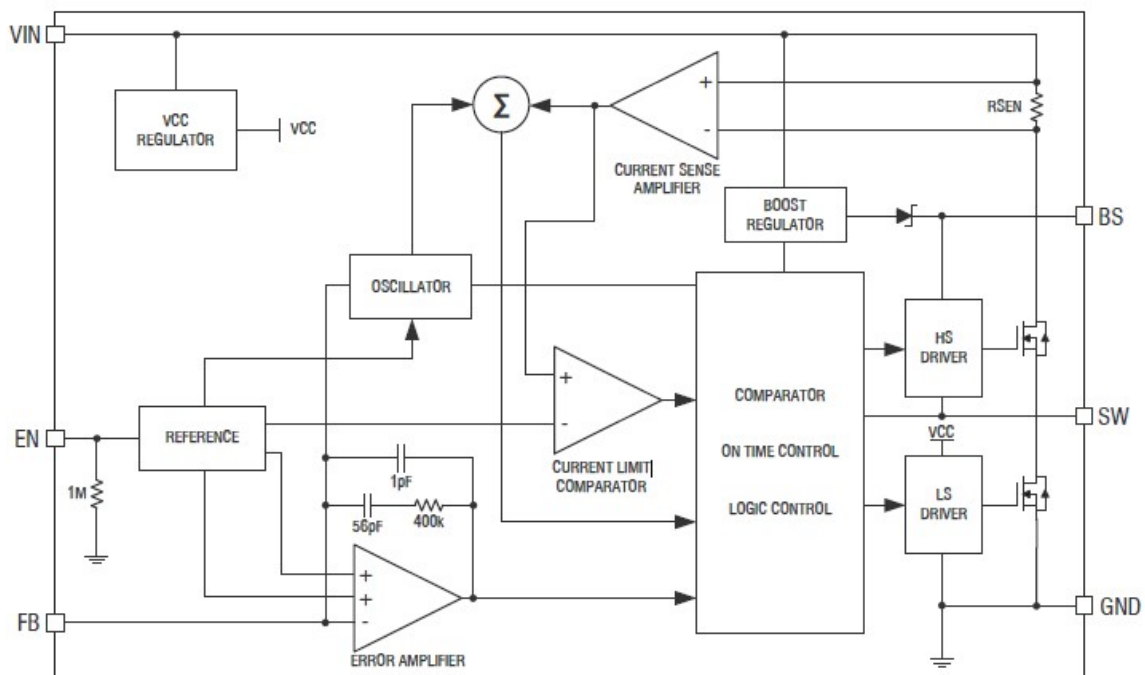 VIN
VCC
REGULATOR
VCC
Σ
+
-
CURRENT SENSE
AMPLIFIER
RSEN
BOOST
REGULATOR
BS
OSCILLATOR
HS
DRIVER
EN
REFERENCE
1M
+
-
CURRENT LIMIT
COMPARATOR
COMPARATOR
ON TIME CONTROL
LOGIC CONTROL
SW
VCC
LS
DRIVER
1pF
56pF
400k
+
+
-
ERROR AMPLIFIER
FB
GND